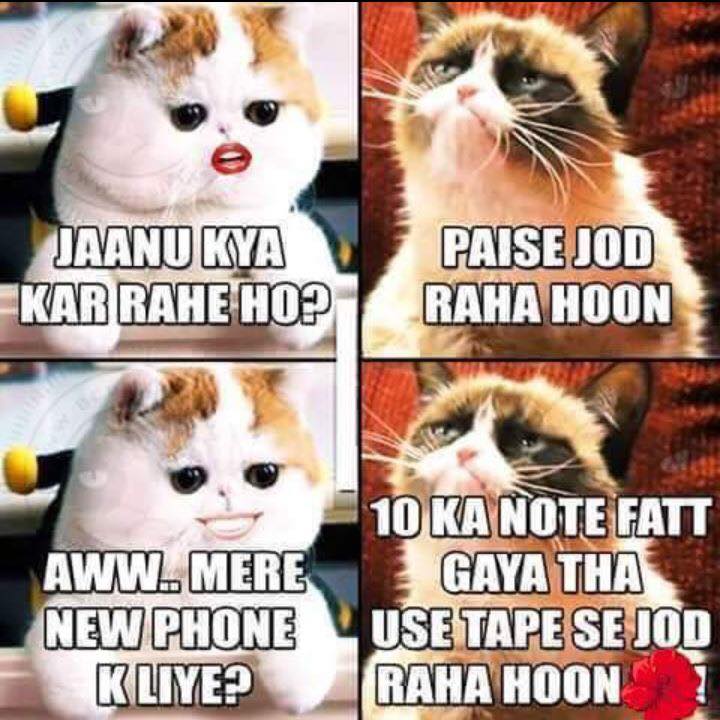 JAANU KYA
KAR RAHE HO?
PAISE JOD
RAHA HOON
AWW.. MERE
NEW PHONE
K LIYE?
10 KA NOTE FATT
GAYA THA
USE TAPE SE JOD
RAHA HOON !